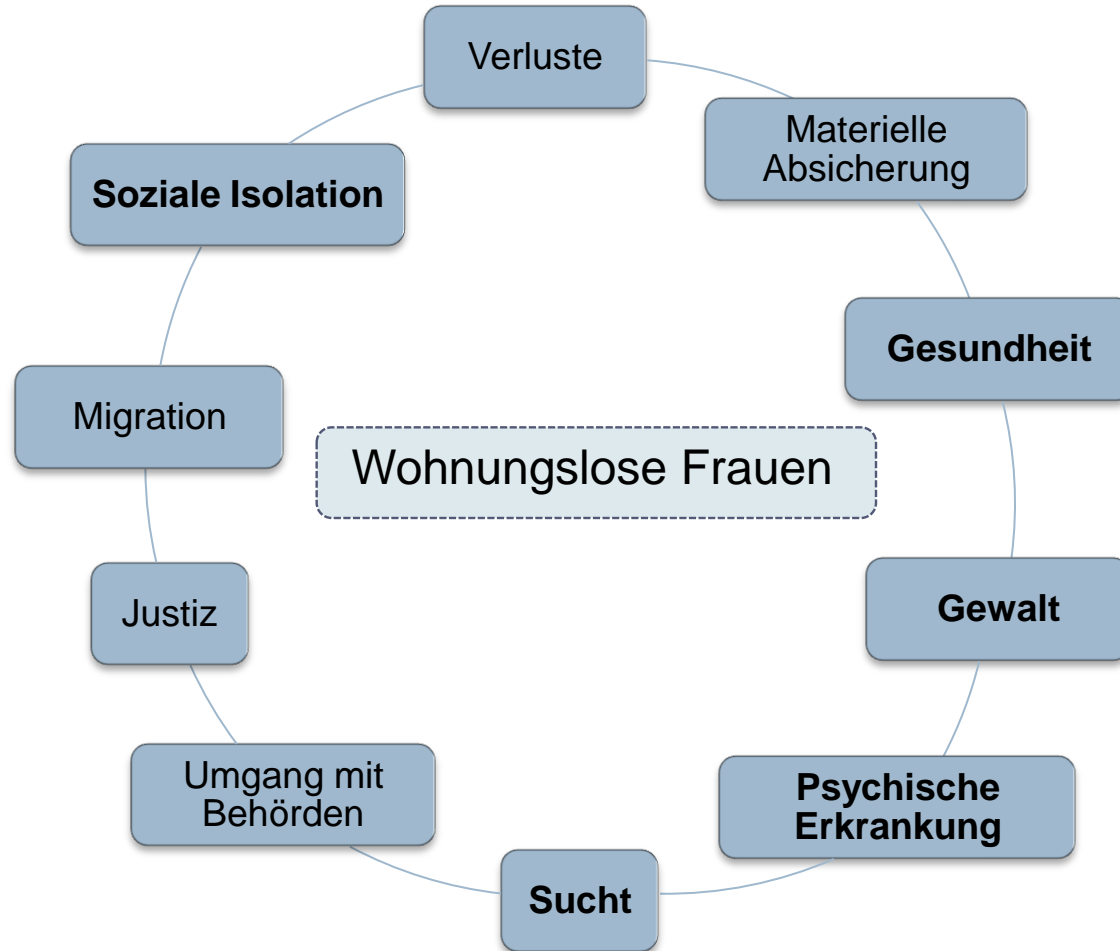 Verluste
Materielle
Absicherung
Soziale Isolation
Gesundheit
Migration
Wohnungslose Frauen
Justiz
Gewalt
Umgang mit
Behörden
Psychische
Erkrankung
Sucht